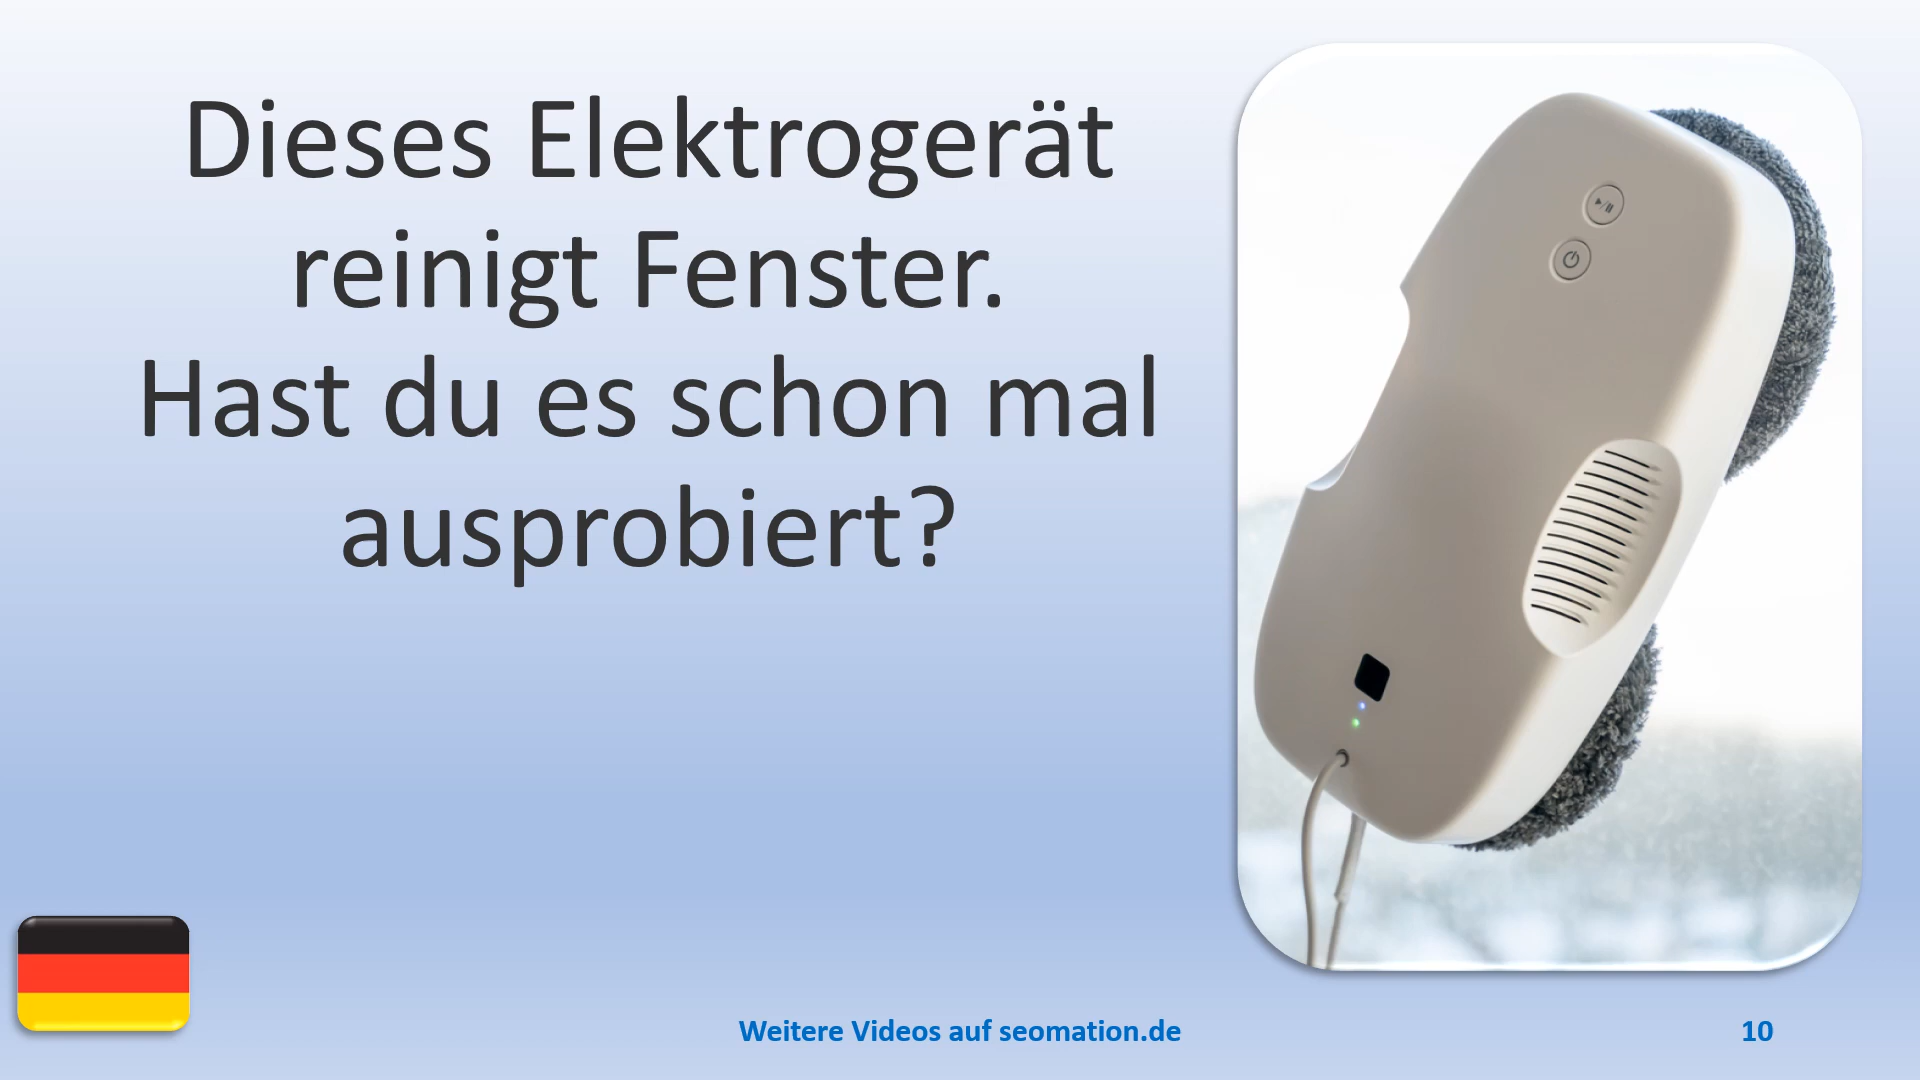 Dieses Elektrogerät
reinigt Fenster.
Hast du es schon mal
ausprobiert?
Weitere Videos auf seomation.de
10